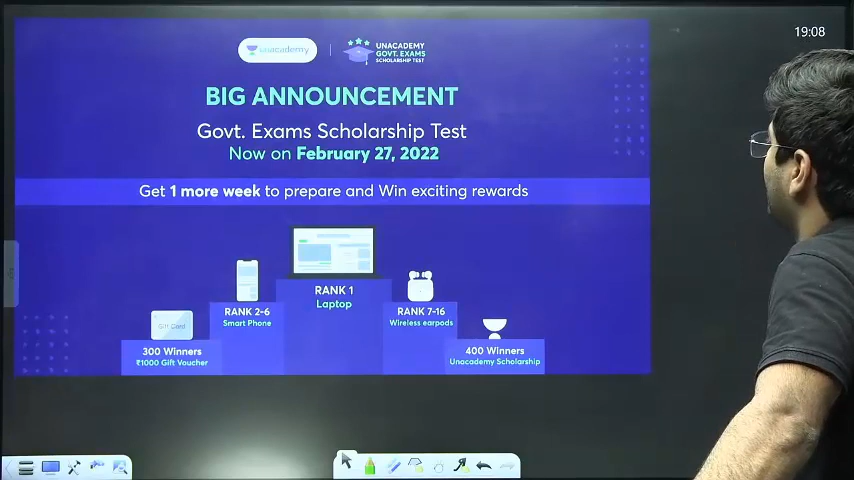 19:08
unacademy
UNACADEMY
GOVT. EXAMS
SCHOLARSHIP TEST
BIG ANNOUNCEMENT
Govt. Exams Scholarship Test
Now on February 27, 2022
Get 1 more week to prepare and Win exciting rewards
RANK 1
Laptop
RANK 2-6
Smart Phone
RANK 7-16
Wireless earpods
Gift Card
300 Winners
₹1000 Gift Voucher
400 Winners
Unacademy Scholarship